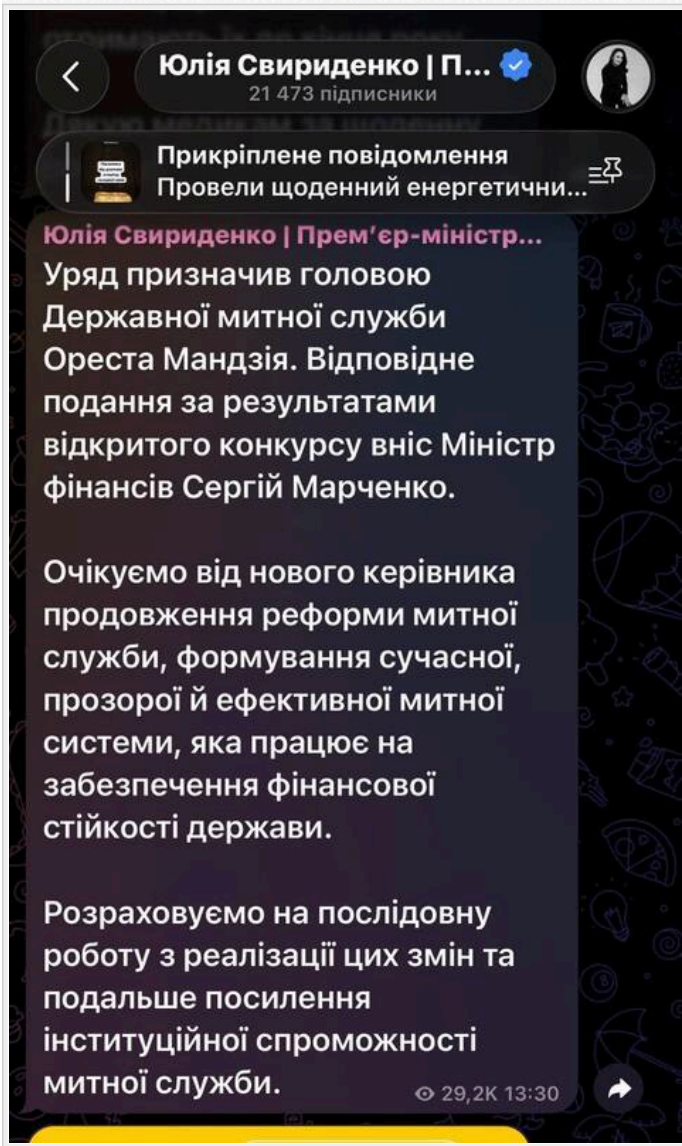 Юлія Свириденко | П...
21 473 підписники
Прикріплене повідомлення
Провели щоденний енергетични...
Юлія Свириденко | Прем’єр-міністр...
Уряд призначив головою
Державної митної служби
Ореста Мандзія. Відповідне
подання за результатами
відкритого конкурсу вніс Міністр
фінансів Сергій Марченко.
Очікуємо від нового керівника
продовження реформи митної
служби, формування сучасної,
прозорої й ефективної митної
системи, яка працює на
забезпечення фінансової
стійкості держави.
Розраховуємо на послідовну
роботу з реалізації цих змін та
подальше посилення
інституційної спроможності
митної служби.
29,2K 13:30